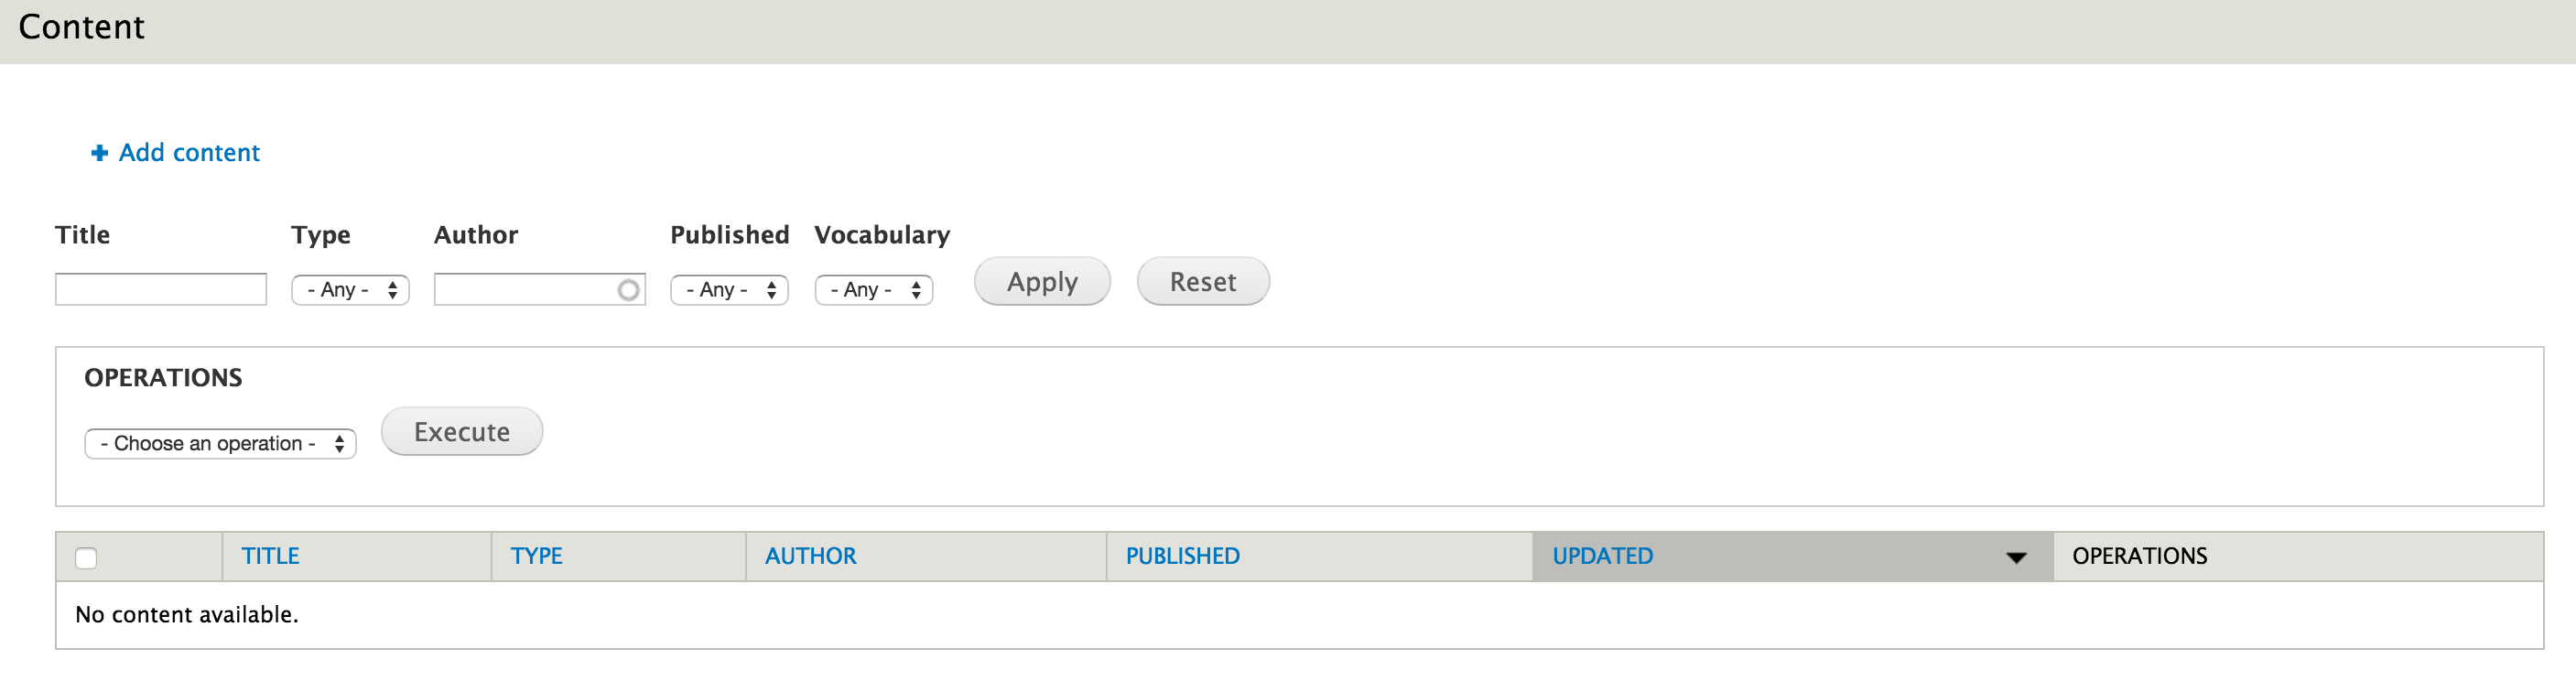 Content
Add content
Title Type Author Published Vocabulary
- Any - - Any - - Any - Apply Reset
OPERATIONS
- Choose an operation - Execute
TITLE TYPE AUTHOR PUBLISHED UPDATED OPERATIONS
No content available.